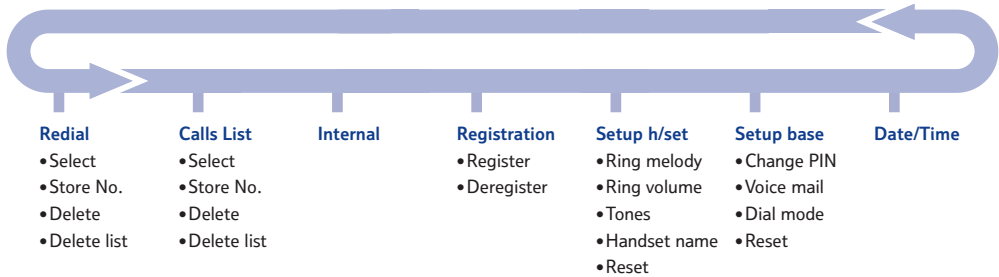 Redial
•Select
•Store No.
•Delete
•Delete list
Calls List
•Select
•Store No.
•Delete
•Delete list
Internal
Registration
•Register
•Deregister
Setup h/set
•Ring melody
•Ring volume
•Tones
•Handset name
•Reset
Setup base
•Change PIN
•Voice mail
•Dial mode
•Reset
Date/Time